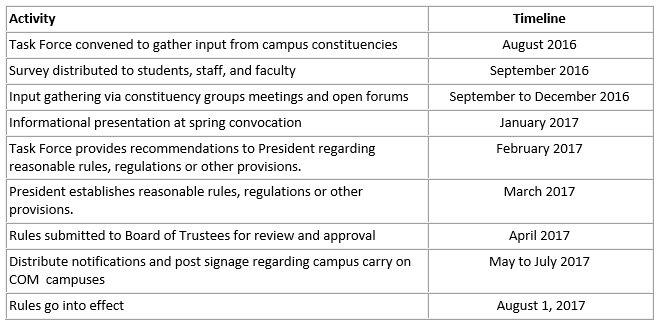 Activity Timeline
Task Force convened to gather input from campus constituencies August 2016
Survey distributed to students, staff, and faculty September 2016
Input gathering via constituency groups meetings and open forums September to December 2016
Informational presentation at spring convocation January 2017
Task Force provides recommendations to President regarding February 2017
reasonable rules, regulations or other provisions.
President establishes reasonable rules, regulations or other March 2017
provisions.
Rules submitted to Board of Trustees for review and approval April 2017
Distribute notifications and post signage regarding campus carry on May to July 2017
COM campuses
Rules go into effect August 1, 2017